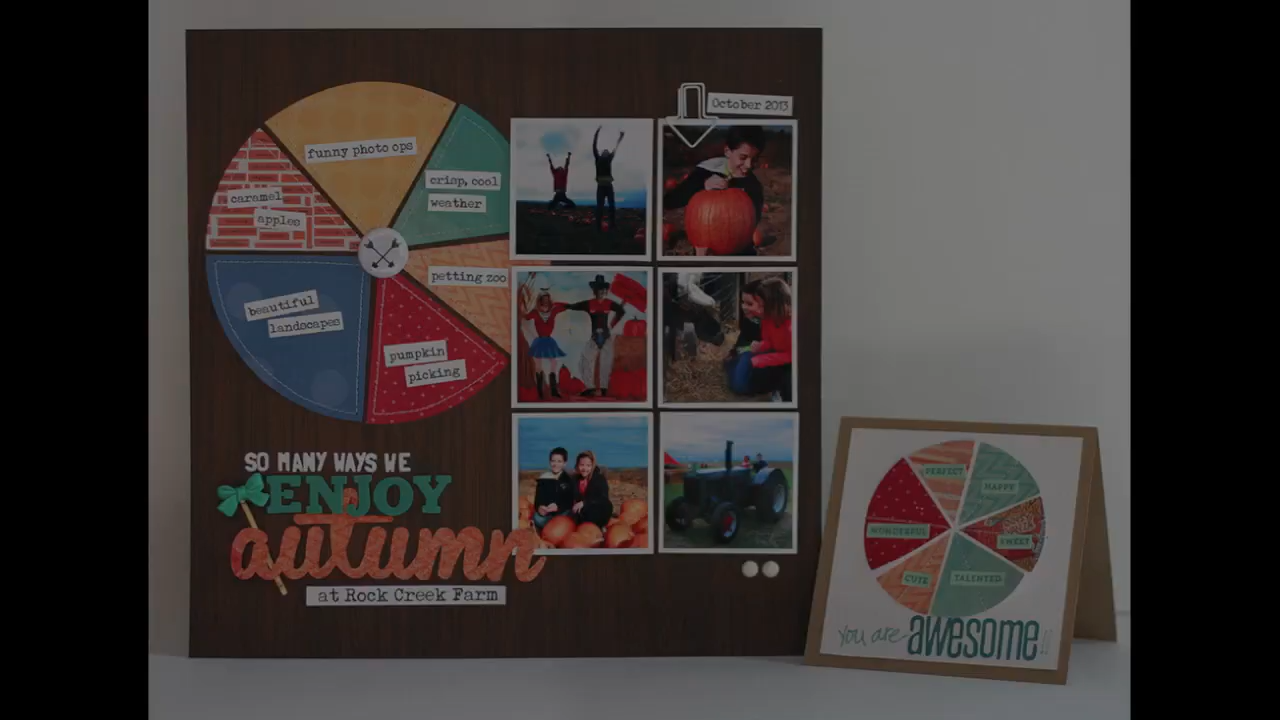 October 2013
funny photo ops
crisp, cool
weather
caramel
apples
petting zoo
beautiful
landscapes
pumpkin
picking
SO MANY WAYS WE
ENJOY
autumn
at Rock Creek Farm
PERFECT
HAPPY
WONDERFUL
SWEET
CUTE
TALENTED
you are
awesome!!